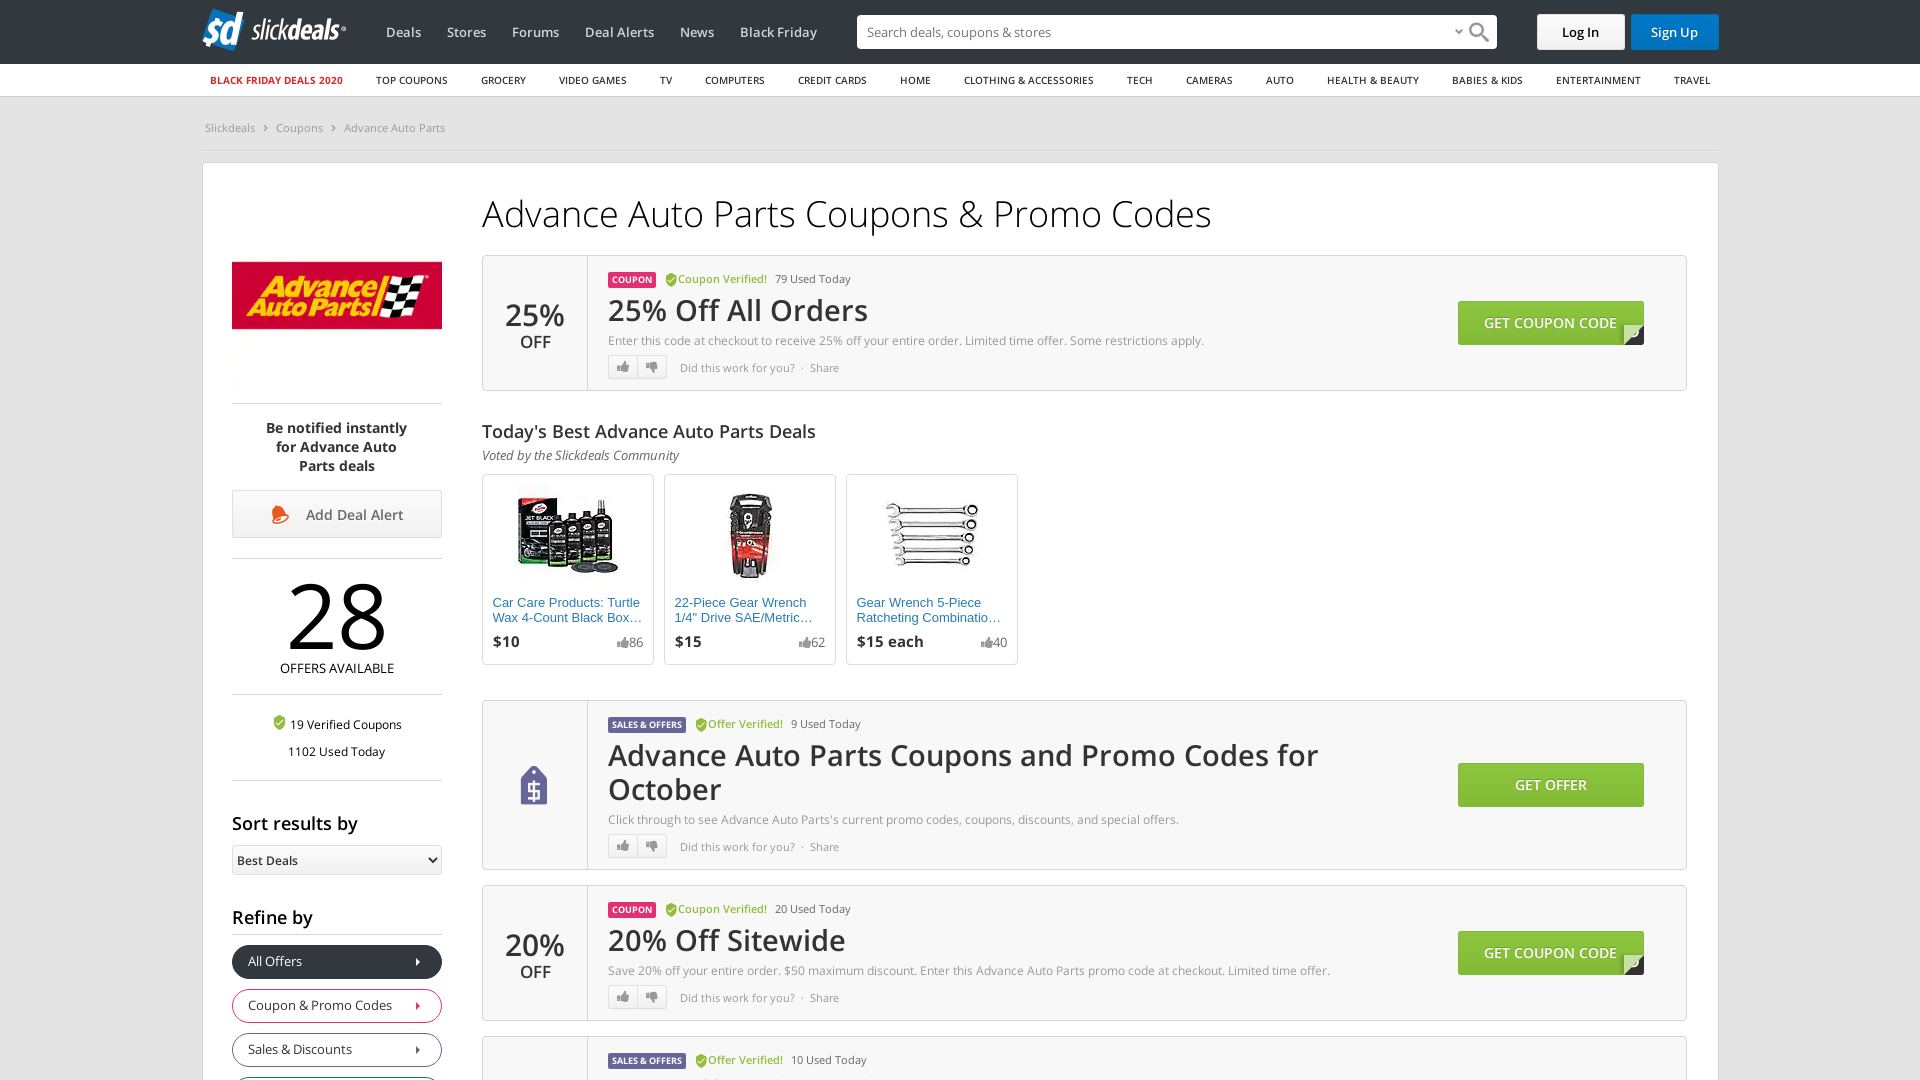 sd slickdeals
Deals Stores Forums Deal Alerts News Black Friday
Search deals, coupons & stores
Log In
Sign Up
BLACK FRIDAY DEALS 2020 TOP COUPONS GROCERY VIDEO GAMES TV COMPUTERS CREDIT CARDS HOME CLOTHING & ACCESSORIES TECH CAMERAS AUTO HEALTH & BEAUTY BABIES & KIDS ENTERTAINMENT TRAVEL
Slickdeals › Coupons › Advance Auto Parts
Advance Auto Parts
Be notified instantly
for Advance Auto
Parts deals
Add Deal Alert
28
OFFERS AVAILABLE
19 Verified Coupons
1102 Used Today
Sort results by
Best Deals
Refine by
All Offers
Coupon & Promo Codes
Sales & Discounts
Advance Auto Parts Coupons & Promo Codes
25%
OFF
COUPON Coupon Verified! 79 Used Today
25% Off All Orders
Enter this code at checkout to receive 25% off your entire order. Limited time offer. Some restrictions apply.
Did this work for you? · Share
GET COUPON CODE
Today's Best Advance Auto Parts Deals
Voted by the Slickdeals Community
Car Care Products: Turtle
Wax 4-Count Black Box…
$10 86
22-Piece Gear Wrench
1/4" Drive SAE/Metric…
$15 62
Gear Wrench 5-Piece
Ratcheting Combinatio…
$15 each 40
SALES & OFFERS Offer Verified! 9 Used Today
Advance Auto Parts Coupons and Promo Codes for
October
Click through to see Advance Auto Parts's current promo codes, coupons, discounts, and special offers.
Did this work for you? · Share
GET OFFER
20%
OFF
COUPON Coupon Verified! 20 Used Today
20% Off Sitewide
Save 20% off your entire order. $50 maximum discount. Enter this Advance Auto Parts promo code at checkout. Limited time offer.
Did this work for you? · Share
GET COUPON CODE
SALES & OFFERS Offer Verified! 10 Used Today